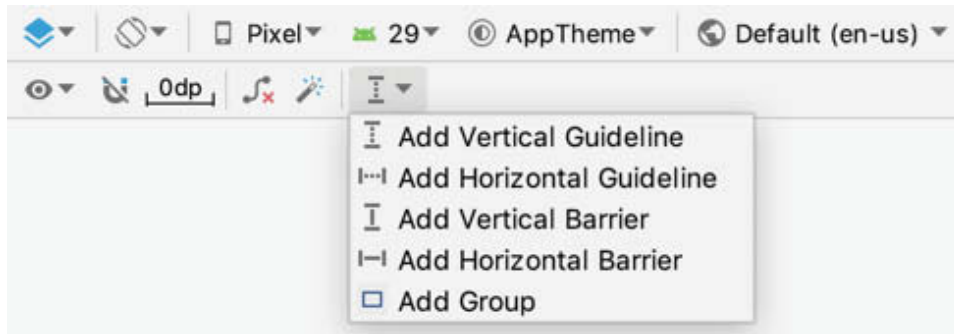 Pixel 29 AppTheme Default (en-us)
0dp
Add Vertical Guideline
Add Horizontal Guideline
Add Vertical Barrier
Add Horizontal Barrier
Add Group